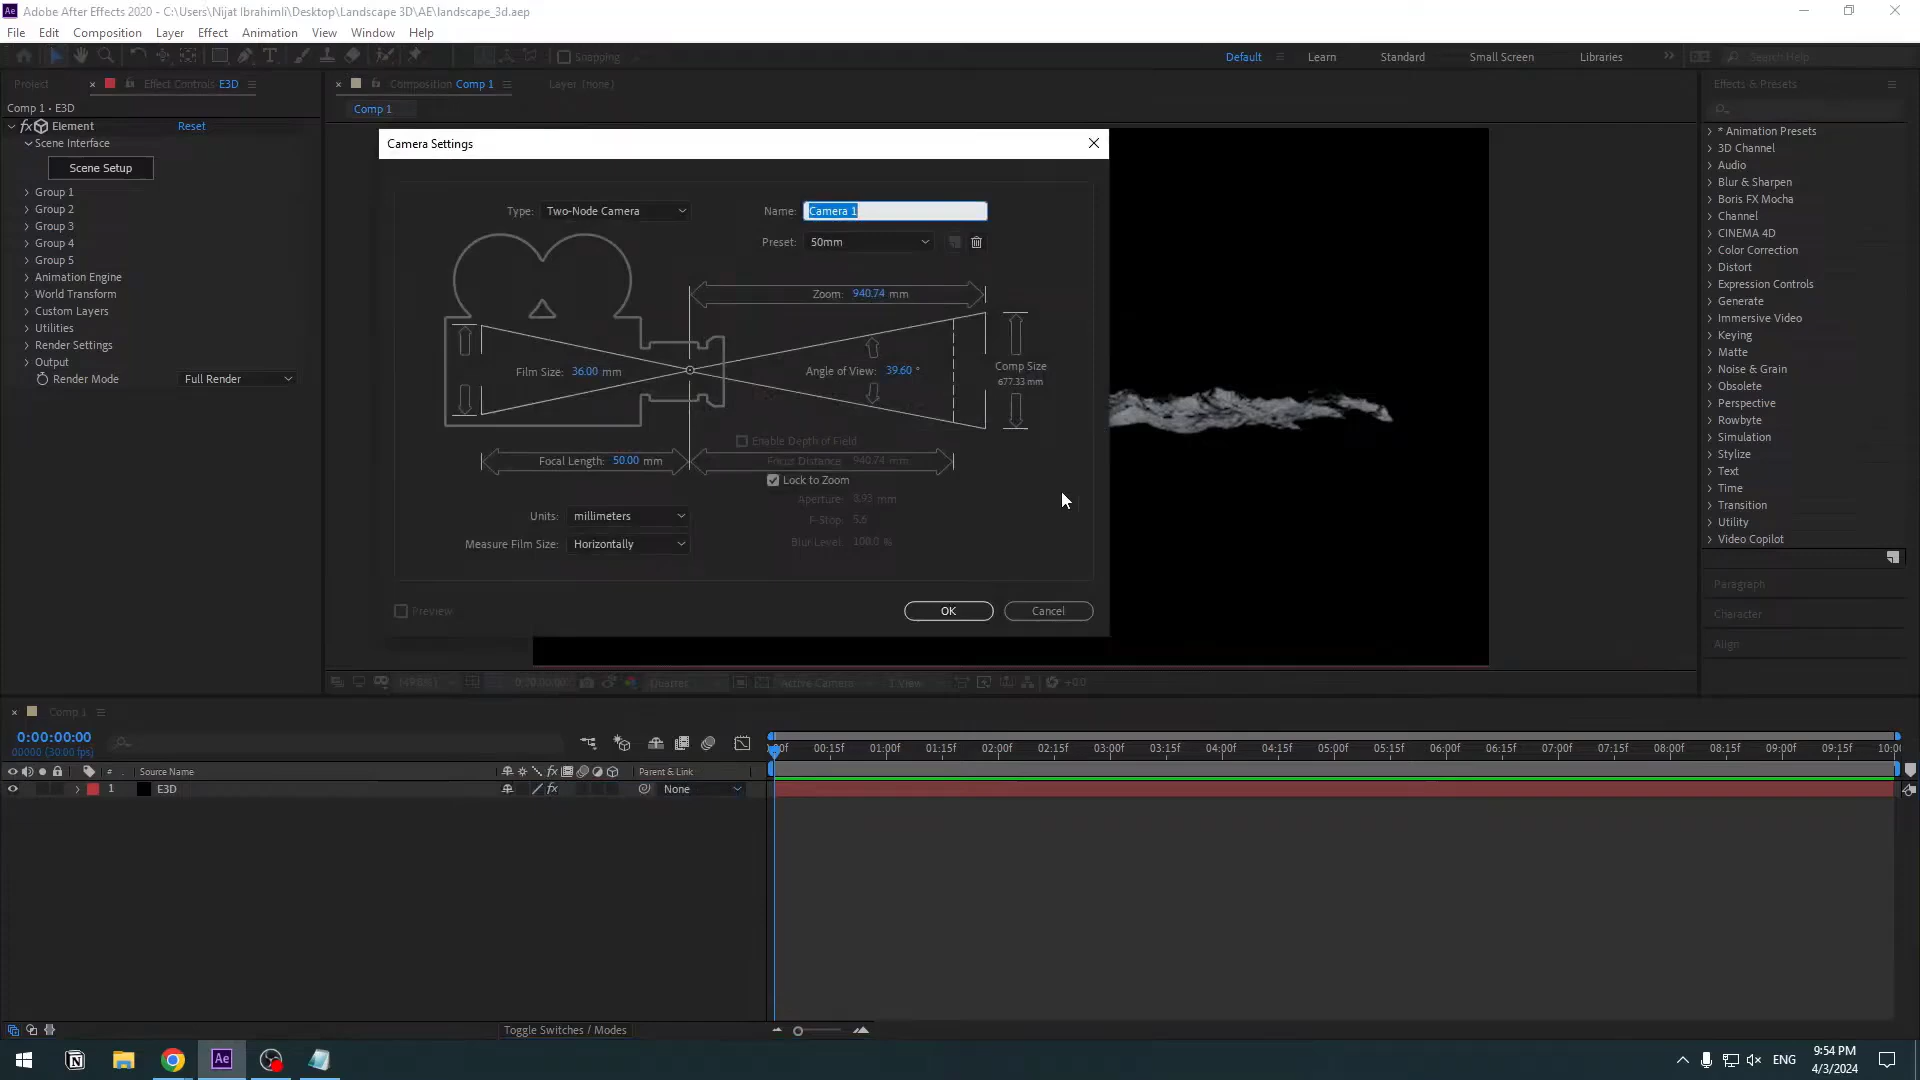 Adobe After Effects 2020 - C:\Users\Nijat Ibrahimli\Desktop\Landscape 3D\AE\landscape_3d.aep
File Edit Composition Layer Effect Animation View Window Help
Snapping
Default Learn Standard Small Screen Libraries Search Help
Project Effect Controls E3D
Composition Comp 1 Layer (none)
Effects & Presets
Comp 1 • E3D
Comp 1
Element Reset
Scene Interface
Scene Setup
Group 1
Group 2
Group 3
Group 4
Group 5
Animation Engine
World Transform
Custom Layers
Utilities
Render Settings
Output
Render Mode Full Render
Camera Settings
Type: Two-Node Camera
Name: Camera 1
Preset: 50mm
Zoom: 940.74 mm
Film Size: 36.00 mm
Angle of View: 39.60 °
Comp Size
677.33 mm
Enable Depth of Field
Focal Length: 50.00 mm
Focus Distance: 940.74 mm
Lock to Zoom
Aperture: 8.93 mm
F-Stop: 5.6
Blur Level: 100.0 %
Units: millimeters
Measure Film Size: Horizontally
Preview
OK Cancel
* Animation Presets
3D Channel
Audio
Blur & Sharpen
Boris FX Mocha
Channel
CINEMA 4D
Color Correction
Distort
Expression Controls
Generate
Immersive Video
Keying
Matte
Noise & Grain
Obsolete
Perspective
Rowbyte
Simulation
Stylize
Text
Time
Transition
Utility
Video Copilot
Paragraph
Character
Align
Quarter Active Camera 1 View +0.0
Comp 1
0:00:00:00
00000 (30.00 fps)
:00f 00:15f 01:00f 01:15f 02:00f 02:15f 03:00f 03:15f 04:00f 04:15f 05:00f 05:15f 06:00f 06:15f 07:00f 07:15f 08:00f 08:15f 09:00f 09:15f 10:00
# Source Name Parent & Link
1 E3D None
Toggle Switches / Modes
Ae
ENG
9:54 PM
4/3/2024